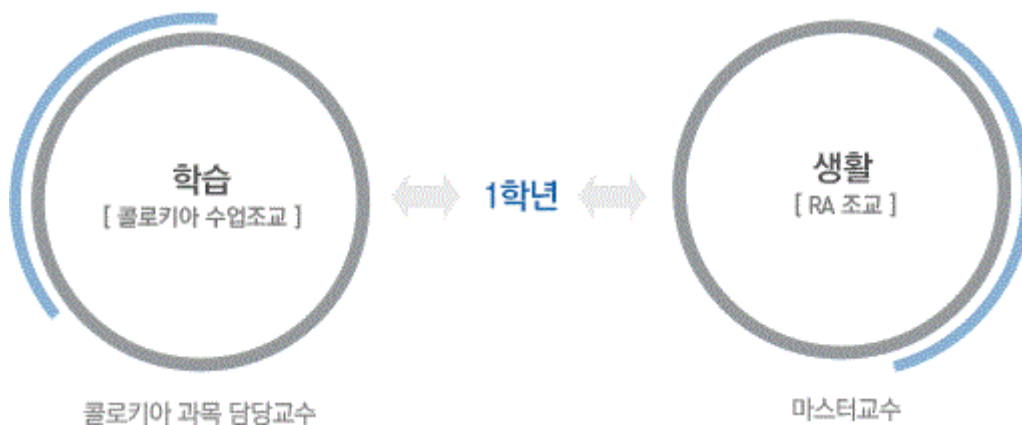 학습
[ 콜로키아 수업조교 ]
콜로키아 과목 담당교수
1학년
생활
[ RA 조교 ]
마스터교수